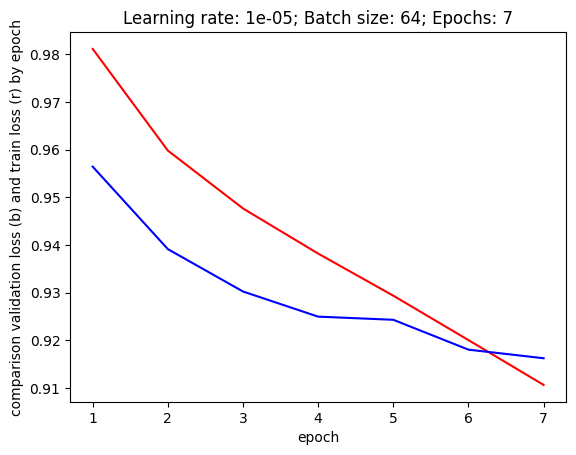 Learning rate: 1e-05; Batch size: 64; Epochs: 7
comparison validation loss (b) and train loss (r) by epoch
0.98
0.97
0.96
0.95
0.94
0.93
0.92
0.91
1 2 3 4 5 6 7
epoch